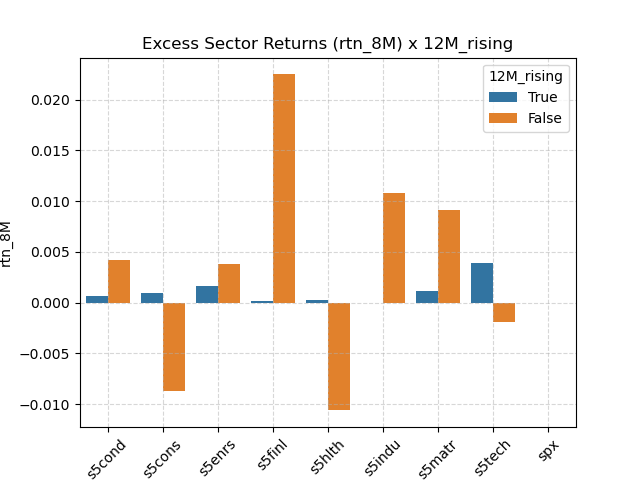 Excess Sector Returns (rtn_8M) x 12M_rising
12M_rising
True
False
rtn_8M
0.020
0.015
0.010
0.005
0.000
−0.005
−0.010
s5cond
s5cons
s5enrs
s5finl
s5hlth
s5indu
s5matr
s5tech
spx